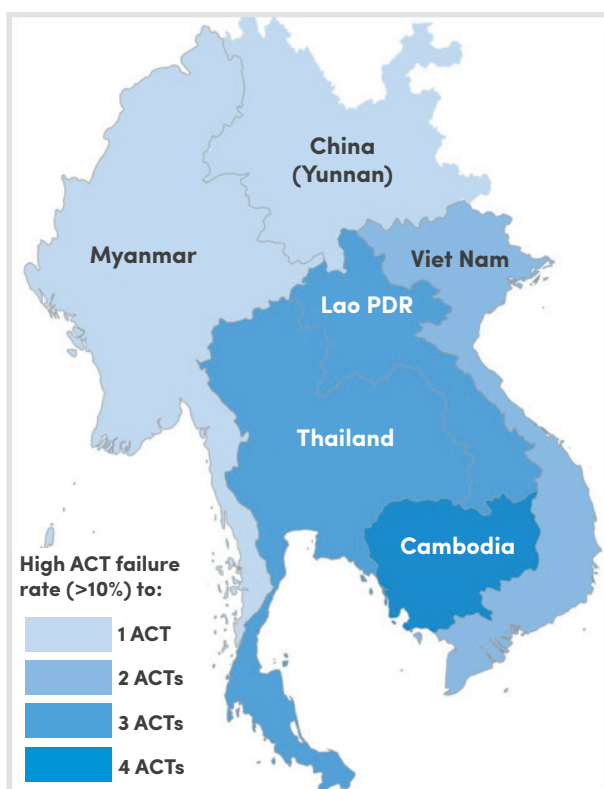 China
(Yunnan)
Myanmar
Viet Nam
Lao PDR
Thailand
Cambodia
High ACT failure
rate (>10%) to:
1 ACT
2 ACTs
3 ACTs
4 ACTs